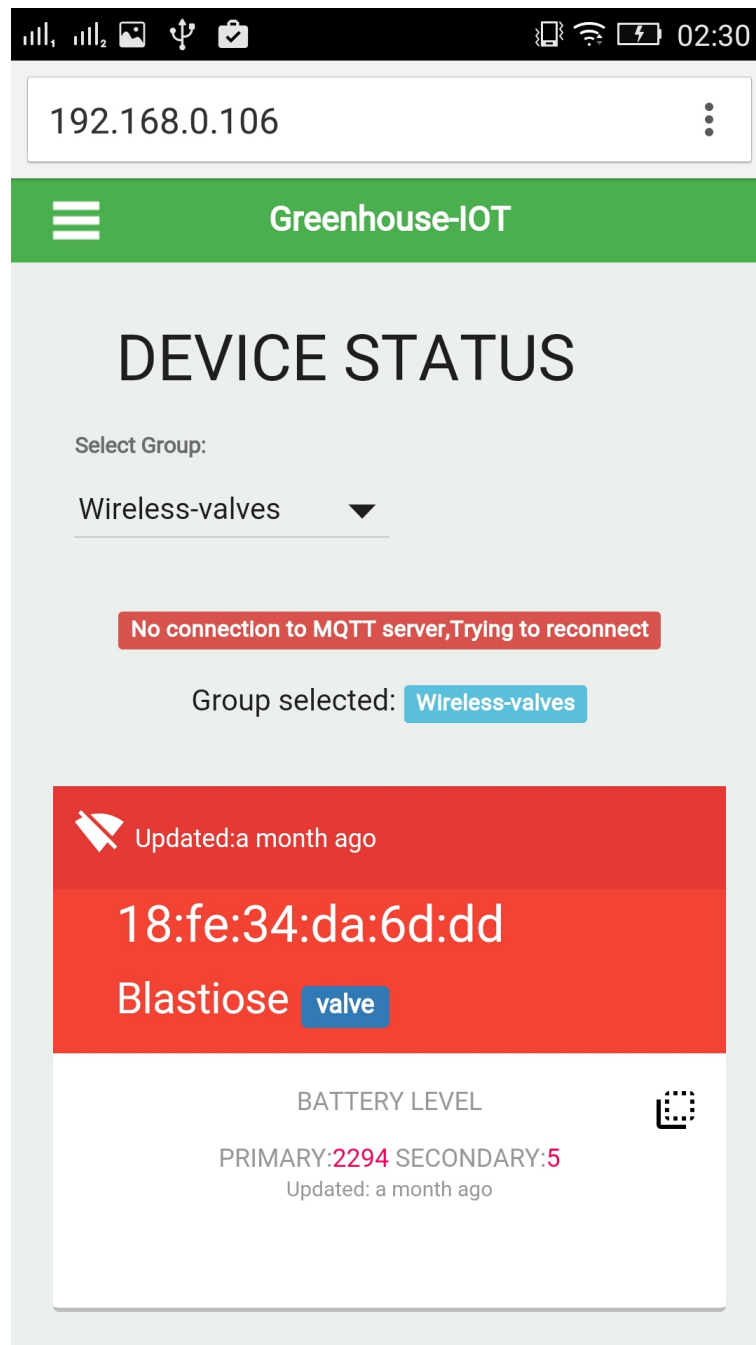 02:30
192.168.0.106
Greenhouse-IOT
DEVICE STATUS
Select Group:
Wireless-valves
No connection to MQTT server,Trying to reconnect
Group selected: Wireless-valves
Updated:a month ago
18:fe:34:da:6d:dd
Blastiose valve
BATTERY LEVEL
PRIMARY:2294 SECONDARY:5
Updated: a month ago